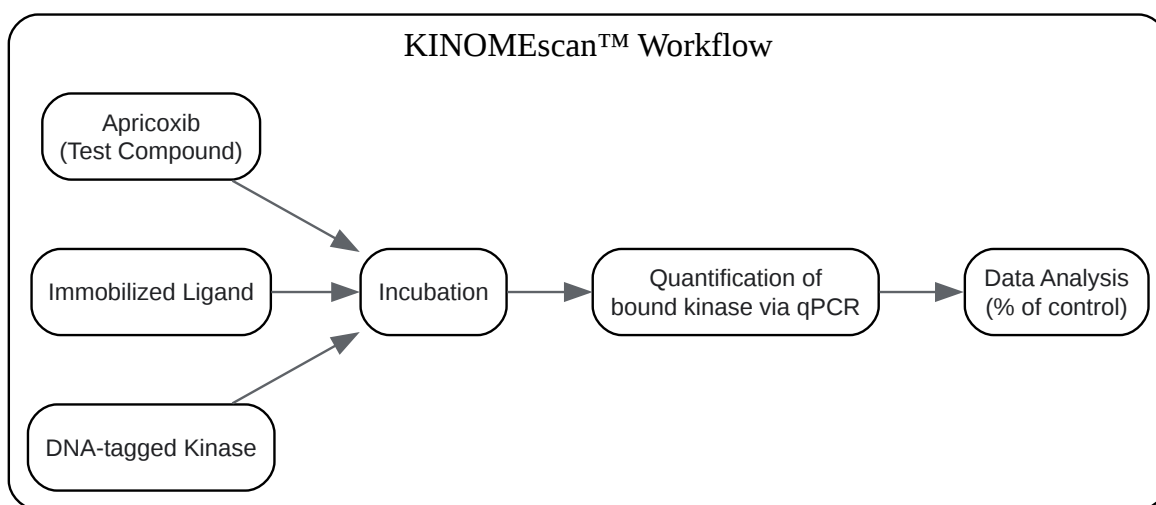 KINOMEscan™ Workflow
Apricoxib
(Test Compound)
Immobilized Ligand
DNA-tagged Kinase
Incubation
Quantification of
bound kinase via qPCR
Data Analysis
(% of control)